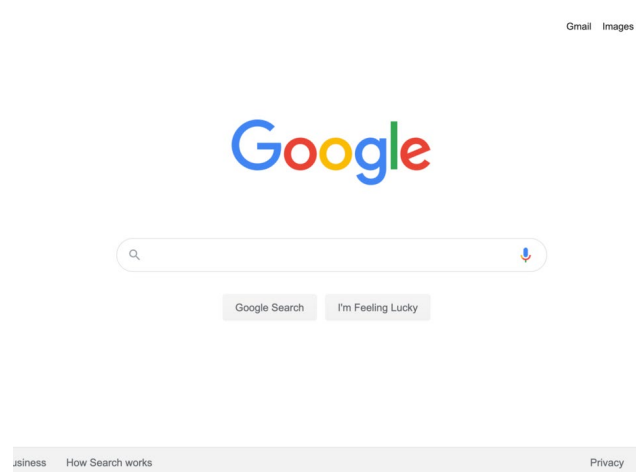 Gmail Images
Google
Google Search I'm Feeling Lucky
usiness How Search works Privacy